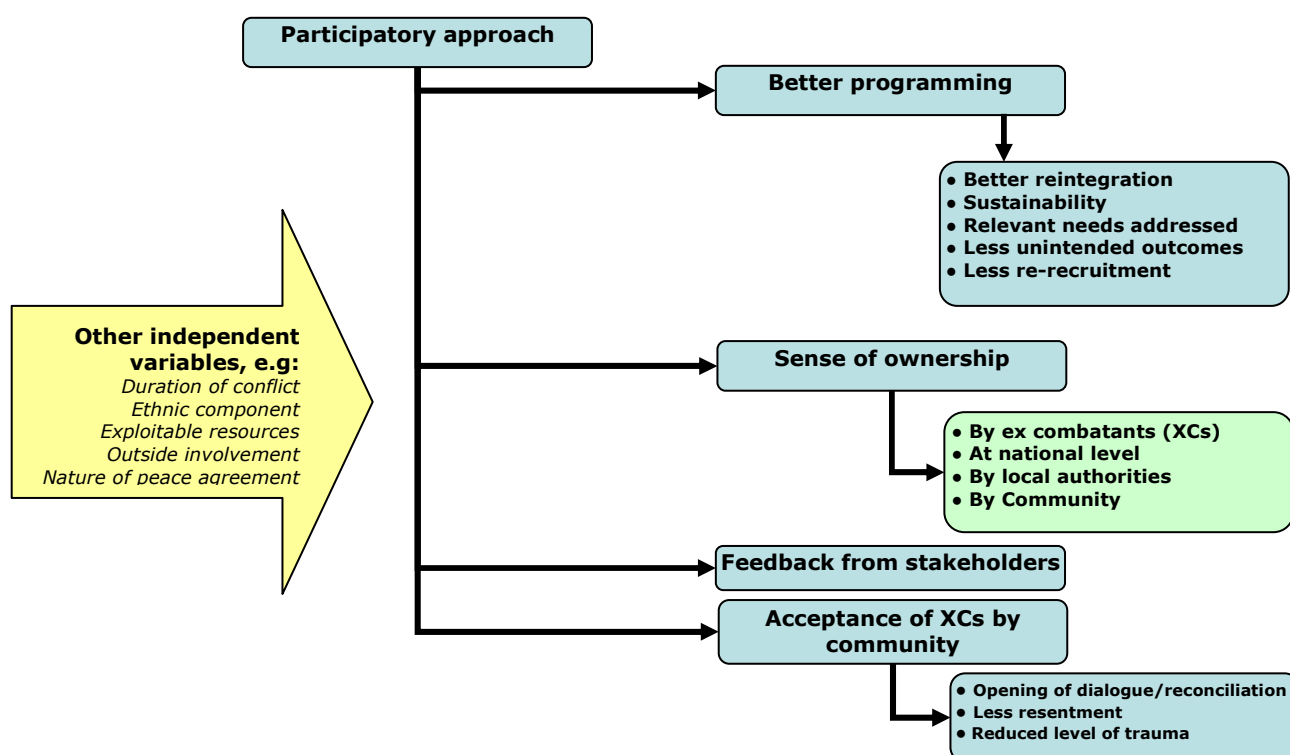 Participatory approach
Better programming
● Better reintegration
● Sustainability
● Relevant needs addressed
● Less unintended outcomes
● Less re-recruitment
Other independent
variables, e.g:
Duration of conflict
Ethnic component
Exploitable resources
Outside involvement
Nature of peace agreement
Sense of ownership
● By ex combatants (XCs)
● At national level
● By local authorities
● By Community
Feedback from stakeholders
Acceptance of XCs by
community
● Opening of dialogue/reconciliation
● Less resentment
● Reduced level of trauma